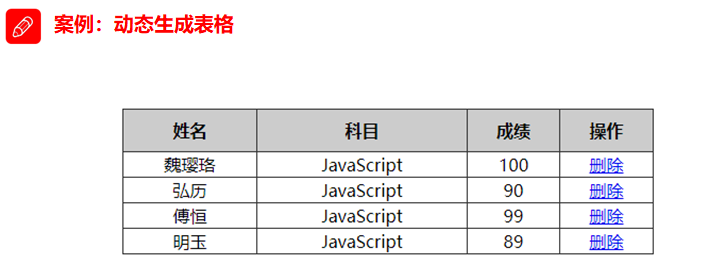 案例：动态生成表格
姓名 科目 成绩 操作
魏璎珞 JavaScript 100 删除
弘历 JavaScript 90 删除
傅恒 JavaScript 99 删除
明玉 JavaScript 89 删除